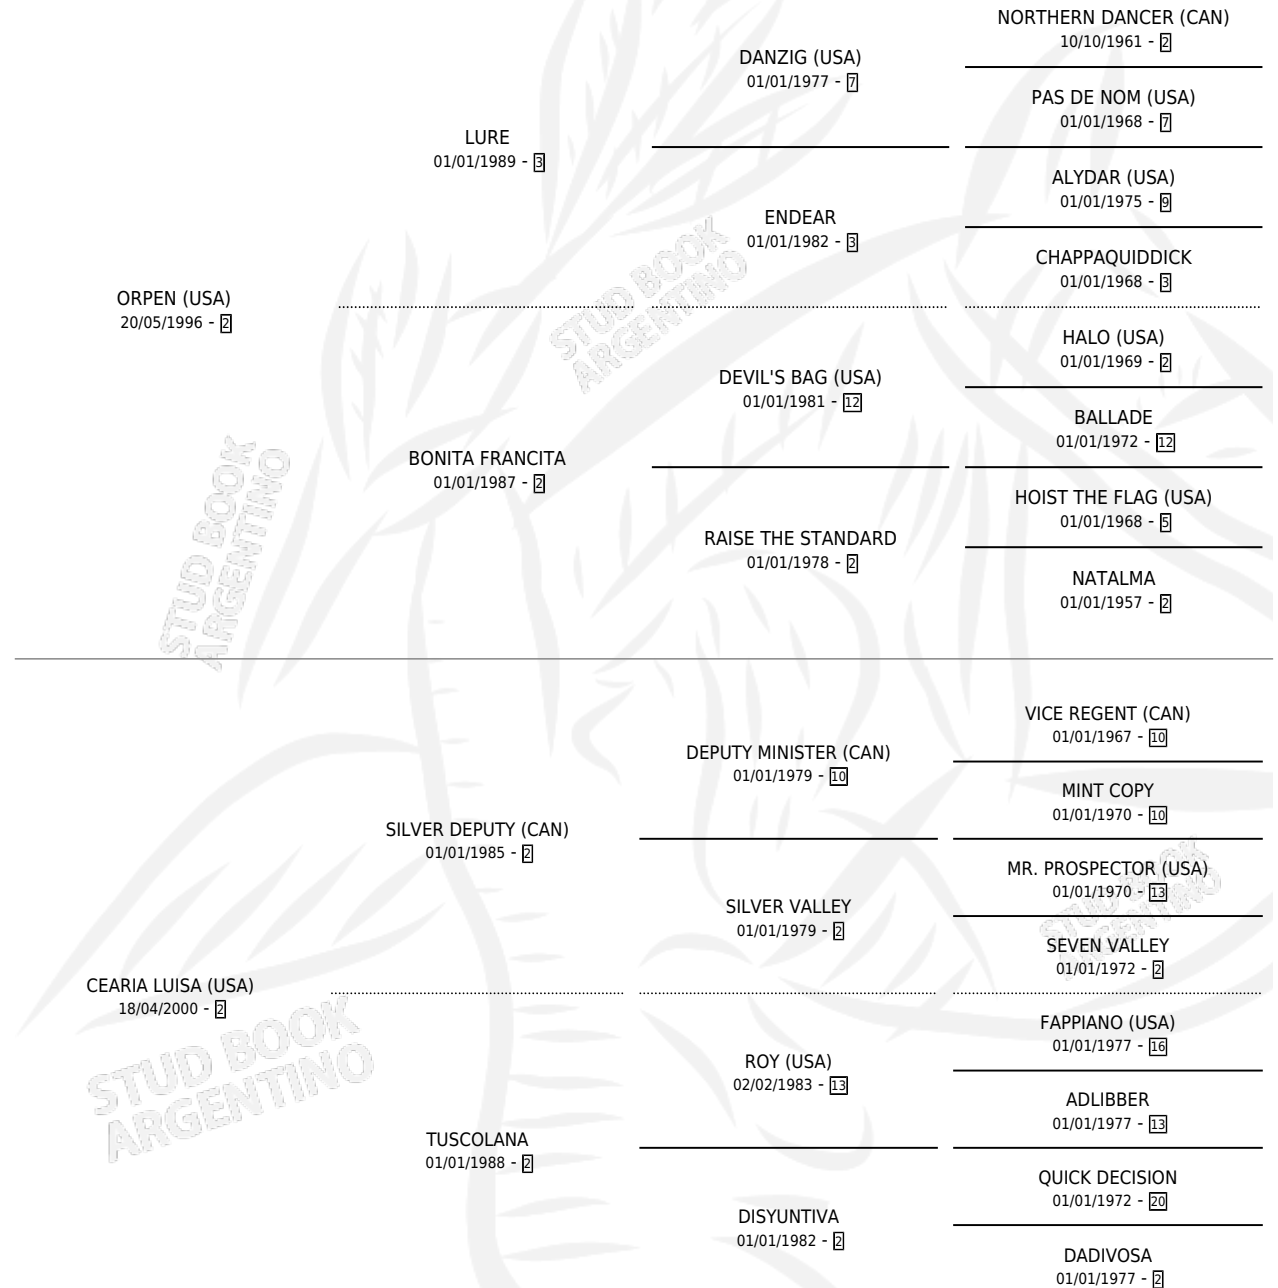 NORTHERN DANCER (CAN)
10/10/1961 - 2
DANZIG (USA)
01/01/1977 - 7
PAS DE NOM (USA)
01/01/1968 - 7
LURE
01/01/1989 - 3
ALYDAR (USA)
01/01/1975 - 9
ENDEAR
01/01/1982 - 3
CHAPPAQUIDDICK
01/01/1968 - 3
ORPEN (USA)
20/05/1996 - 2
STUD BOOK
ARGENTINO
HALO (USA)
01/01/1969 - 2
DEVIL'S BAG (USA)
01/01/1981 - 12
BALLADE
01/01/1972 - 12
BONITA FRANCITA
01/01/1987 - 2
HOIST THE FLAG (USA)
01/01/1968 - 5
RAISE THE STANDARD
01/01/1978 - 2
NATALMA
01/01/1957 - 2
STUD BOOK
ARGENTINO
VICE REGENT (CAN)
01/01/1967 - 10
DEPUTY MINISTER (CAN)
01/01/1979 - 10
MINT COPY
01/01/1970 - 10
SILVER DEPUTY (CAN)
01/01/1985 - 2
MR. PROSPECTOR (USA)
01/01/1970 - 13
STUD BOOK
ARGENTINO
SILVER VALLEY
01/01/1979 - 2
SEVEN VALLEY
01/01/1972 - 2
CEARIA LUISA (USA)
18/04/2000 - 2
STUD BOOK
ARGENTINO
FAPPIANO (USA)
01/01/1977 - 16
ROY (USA)
02/02/1983 - 13
ADLIBBER
01/01/1977 - 13
TUSCOLANA
01/01/1988 - 2
QUICK DECISION
01/01/1972 - 20
DISYUNTIVA
01/01/1982 - 2
DADIVOSA
01/01/1977 - 2